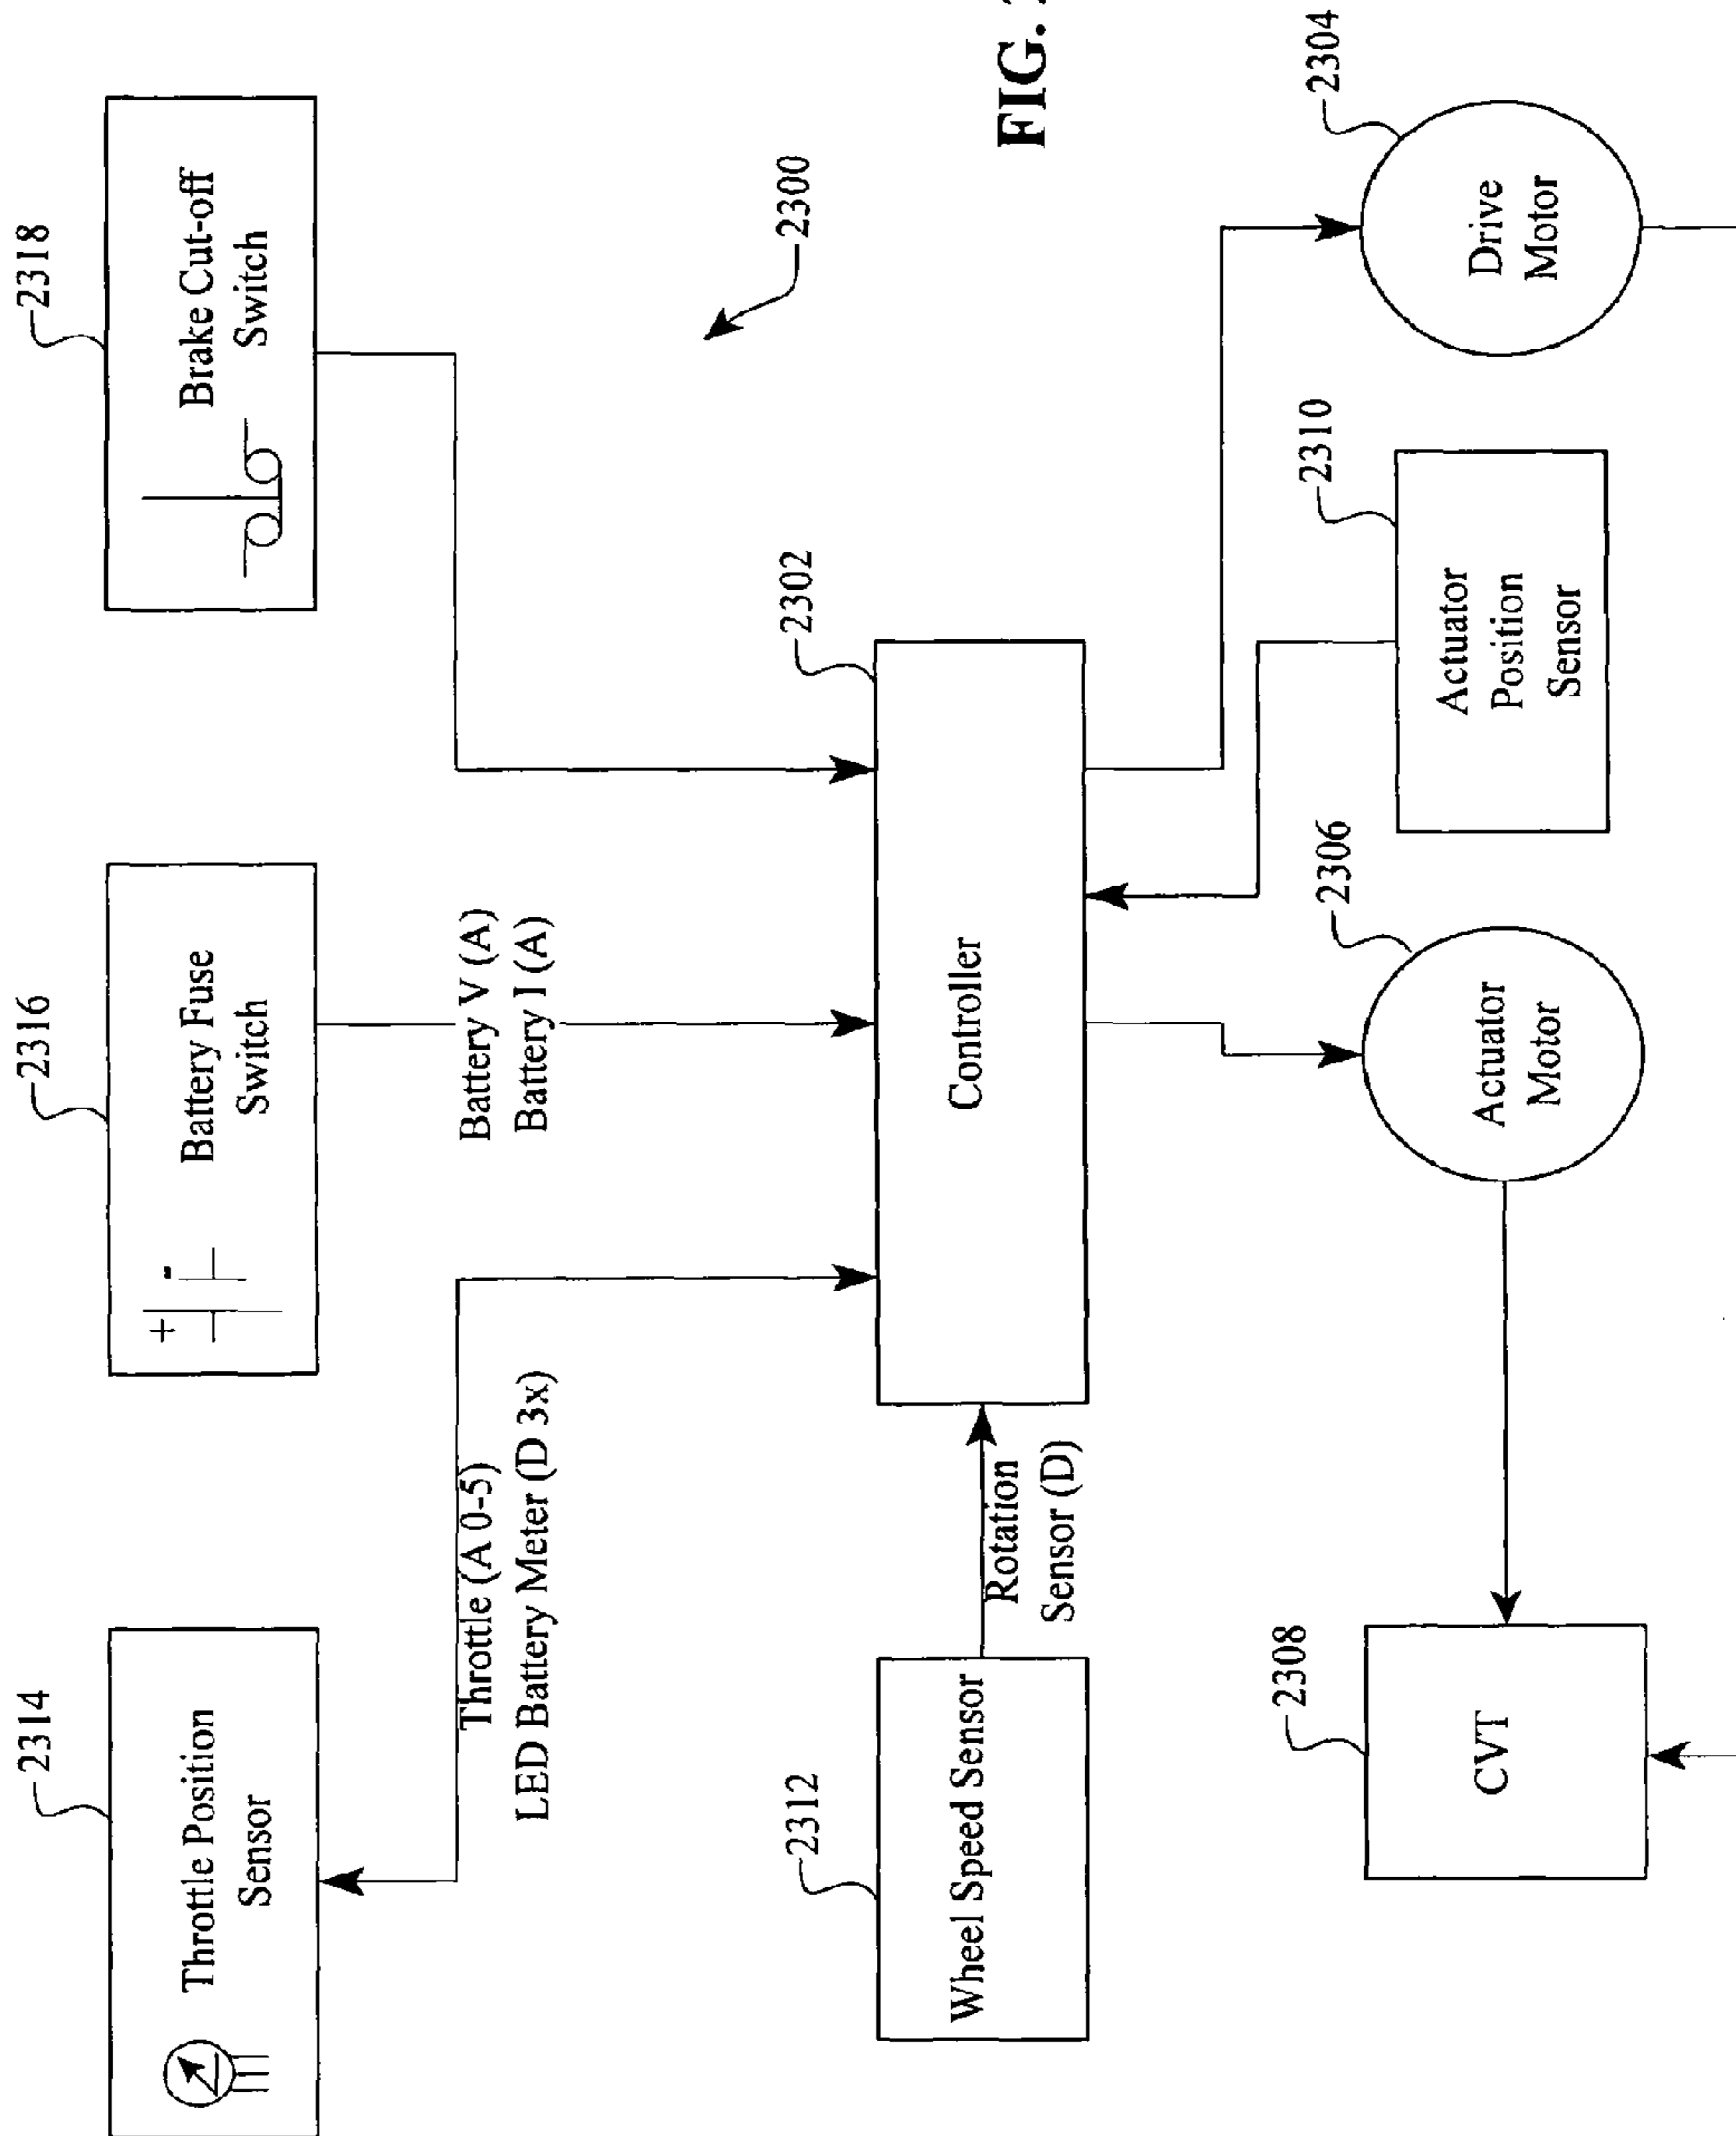 2314
Throttle Position
Sensor
2316
+
-
Battery Fuse
Switch
2318
Brake Cut-off
Switch
Throttle (A 0-5)
LED Battery Meter (D 3x)
Battery V (A)
Battery I (A)
2300
2312
Wheel Speed Sensor
Rotation
Sensor (D)
2302
Controller
FIG.
2308
CVT
2306
Actuator
Motor
2310
Actuator
Position
Sensor
2304
Drive
Motor